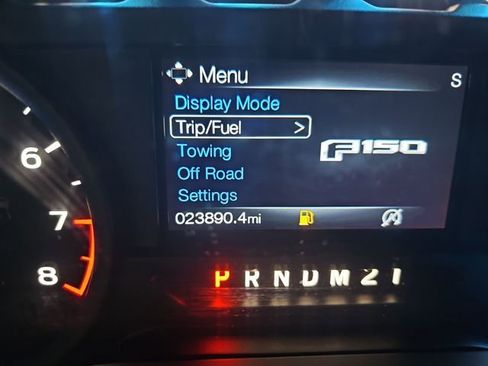 Menu
S
Display Mode
Trip/Fuel >
F150
Towing
Off Road
Settings
023890.4mi
6
7
8
P R N D M 2 1